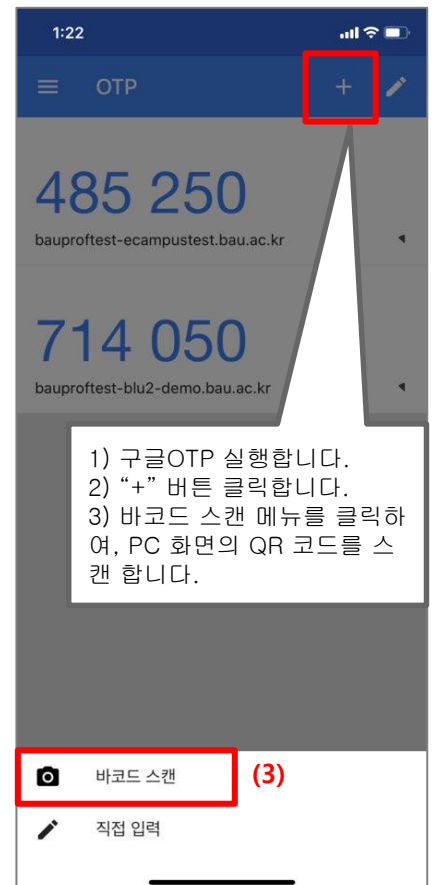 1:22
OTP
485 250
bauproftest-ecampustest.bau.ac.kr
714 050
bauproftest-blu2-demo.bau.ac.kr
1) 구글OTP 실행합니다.
2) “+” 버튼 클릭합니다.
3) 바코드 스캔 메뉴를 클릭하
여, PC 화면의 QR 코드를 스
캔 합니다.
바코드 스캔 (3)
직접 입력